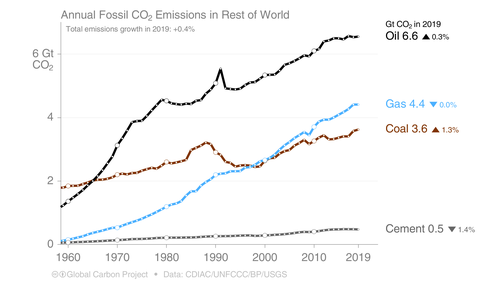 Annual Fossil CO₂ Emissions in Rest of World
Total emissions growth in 2019: +0.4%
Gt CO₂ in 2019
Oil 6.6 ▲ 0.3%
6 Gt
CO₂
Gas 4.4 ▼ 0.0%
4
Coal 3.6 ▲ 1.3%
2
Cement 0.5 ▼ 1.4%
0
1960 1970 1980 1990 2000 2010 2019
Global Carbon Project • Data: CDIAC/UNFCCC/BP/USGS